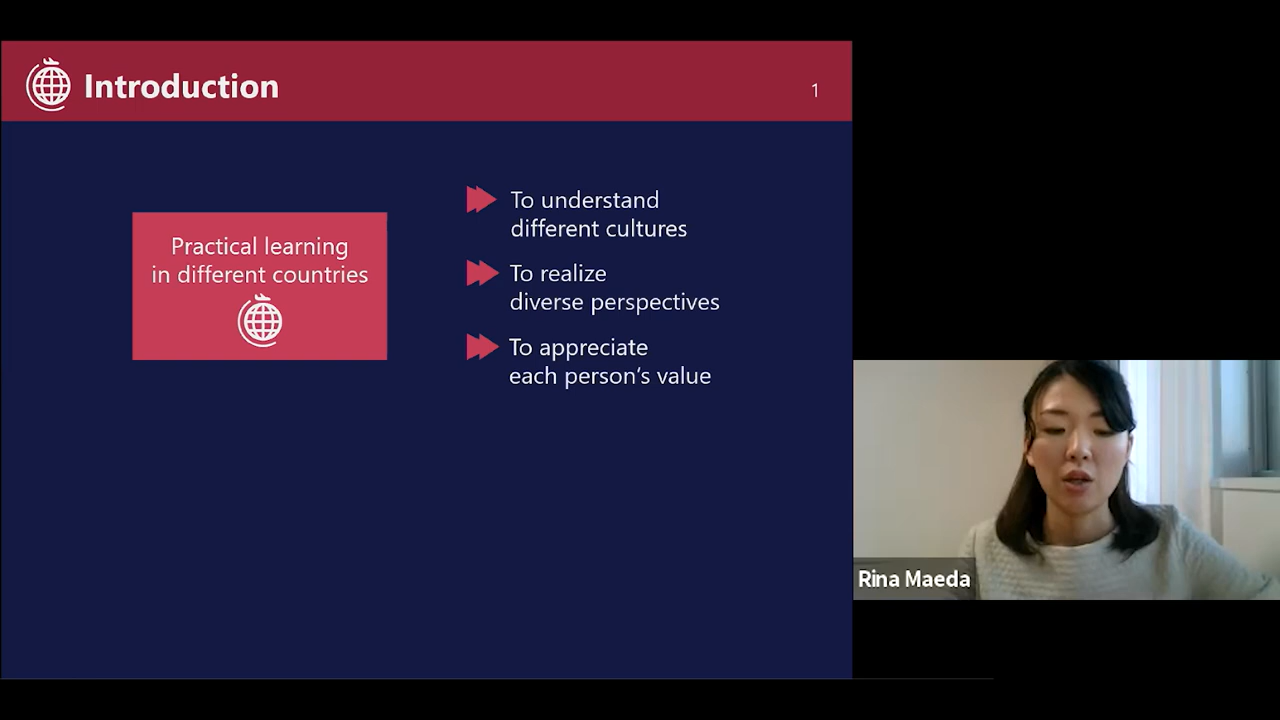 Introduction
1
Practical learning
in different countries
To understand
different cultures
To realize
diverse perspectives
To appreciate
each person's value
Rina Maeda